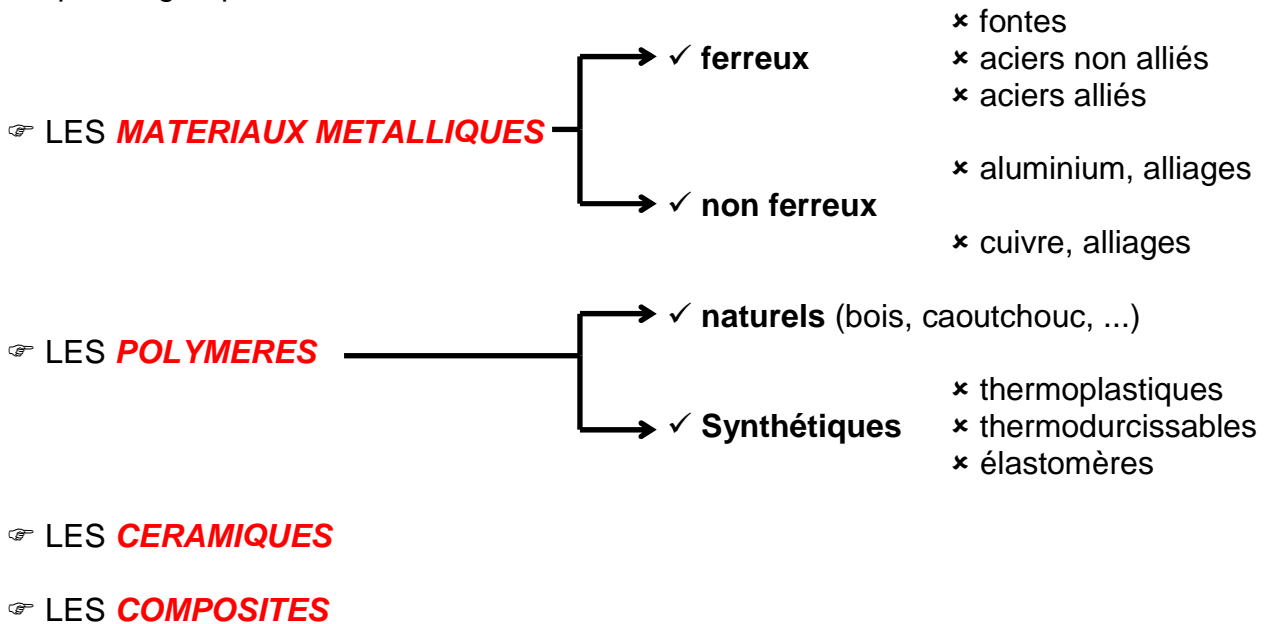 × fontes
✓ ferreux × aciers non alliés
× aciers alliés
☞ LES MATERIAUX METALLIQUES
× aluminium, alliages
✓ non ferreux
× cuivre, alliages
✓ naturels (bois, caoutchouc, ...)
☞ LES POLYMERES
× thermoplastiques
✓ Synthétiques × thermodurcissables
× élastomères
☞ LES CERAMIQUES
☞ LES COMPOSITES